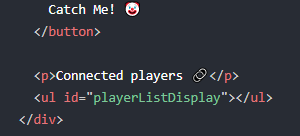 Catch Me! 🤡
</button>
<p>Connected players 🔗</p>
<ul id="playerListDisplay"></ul>
</div>